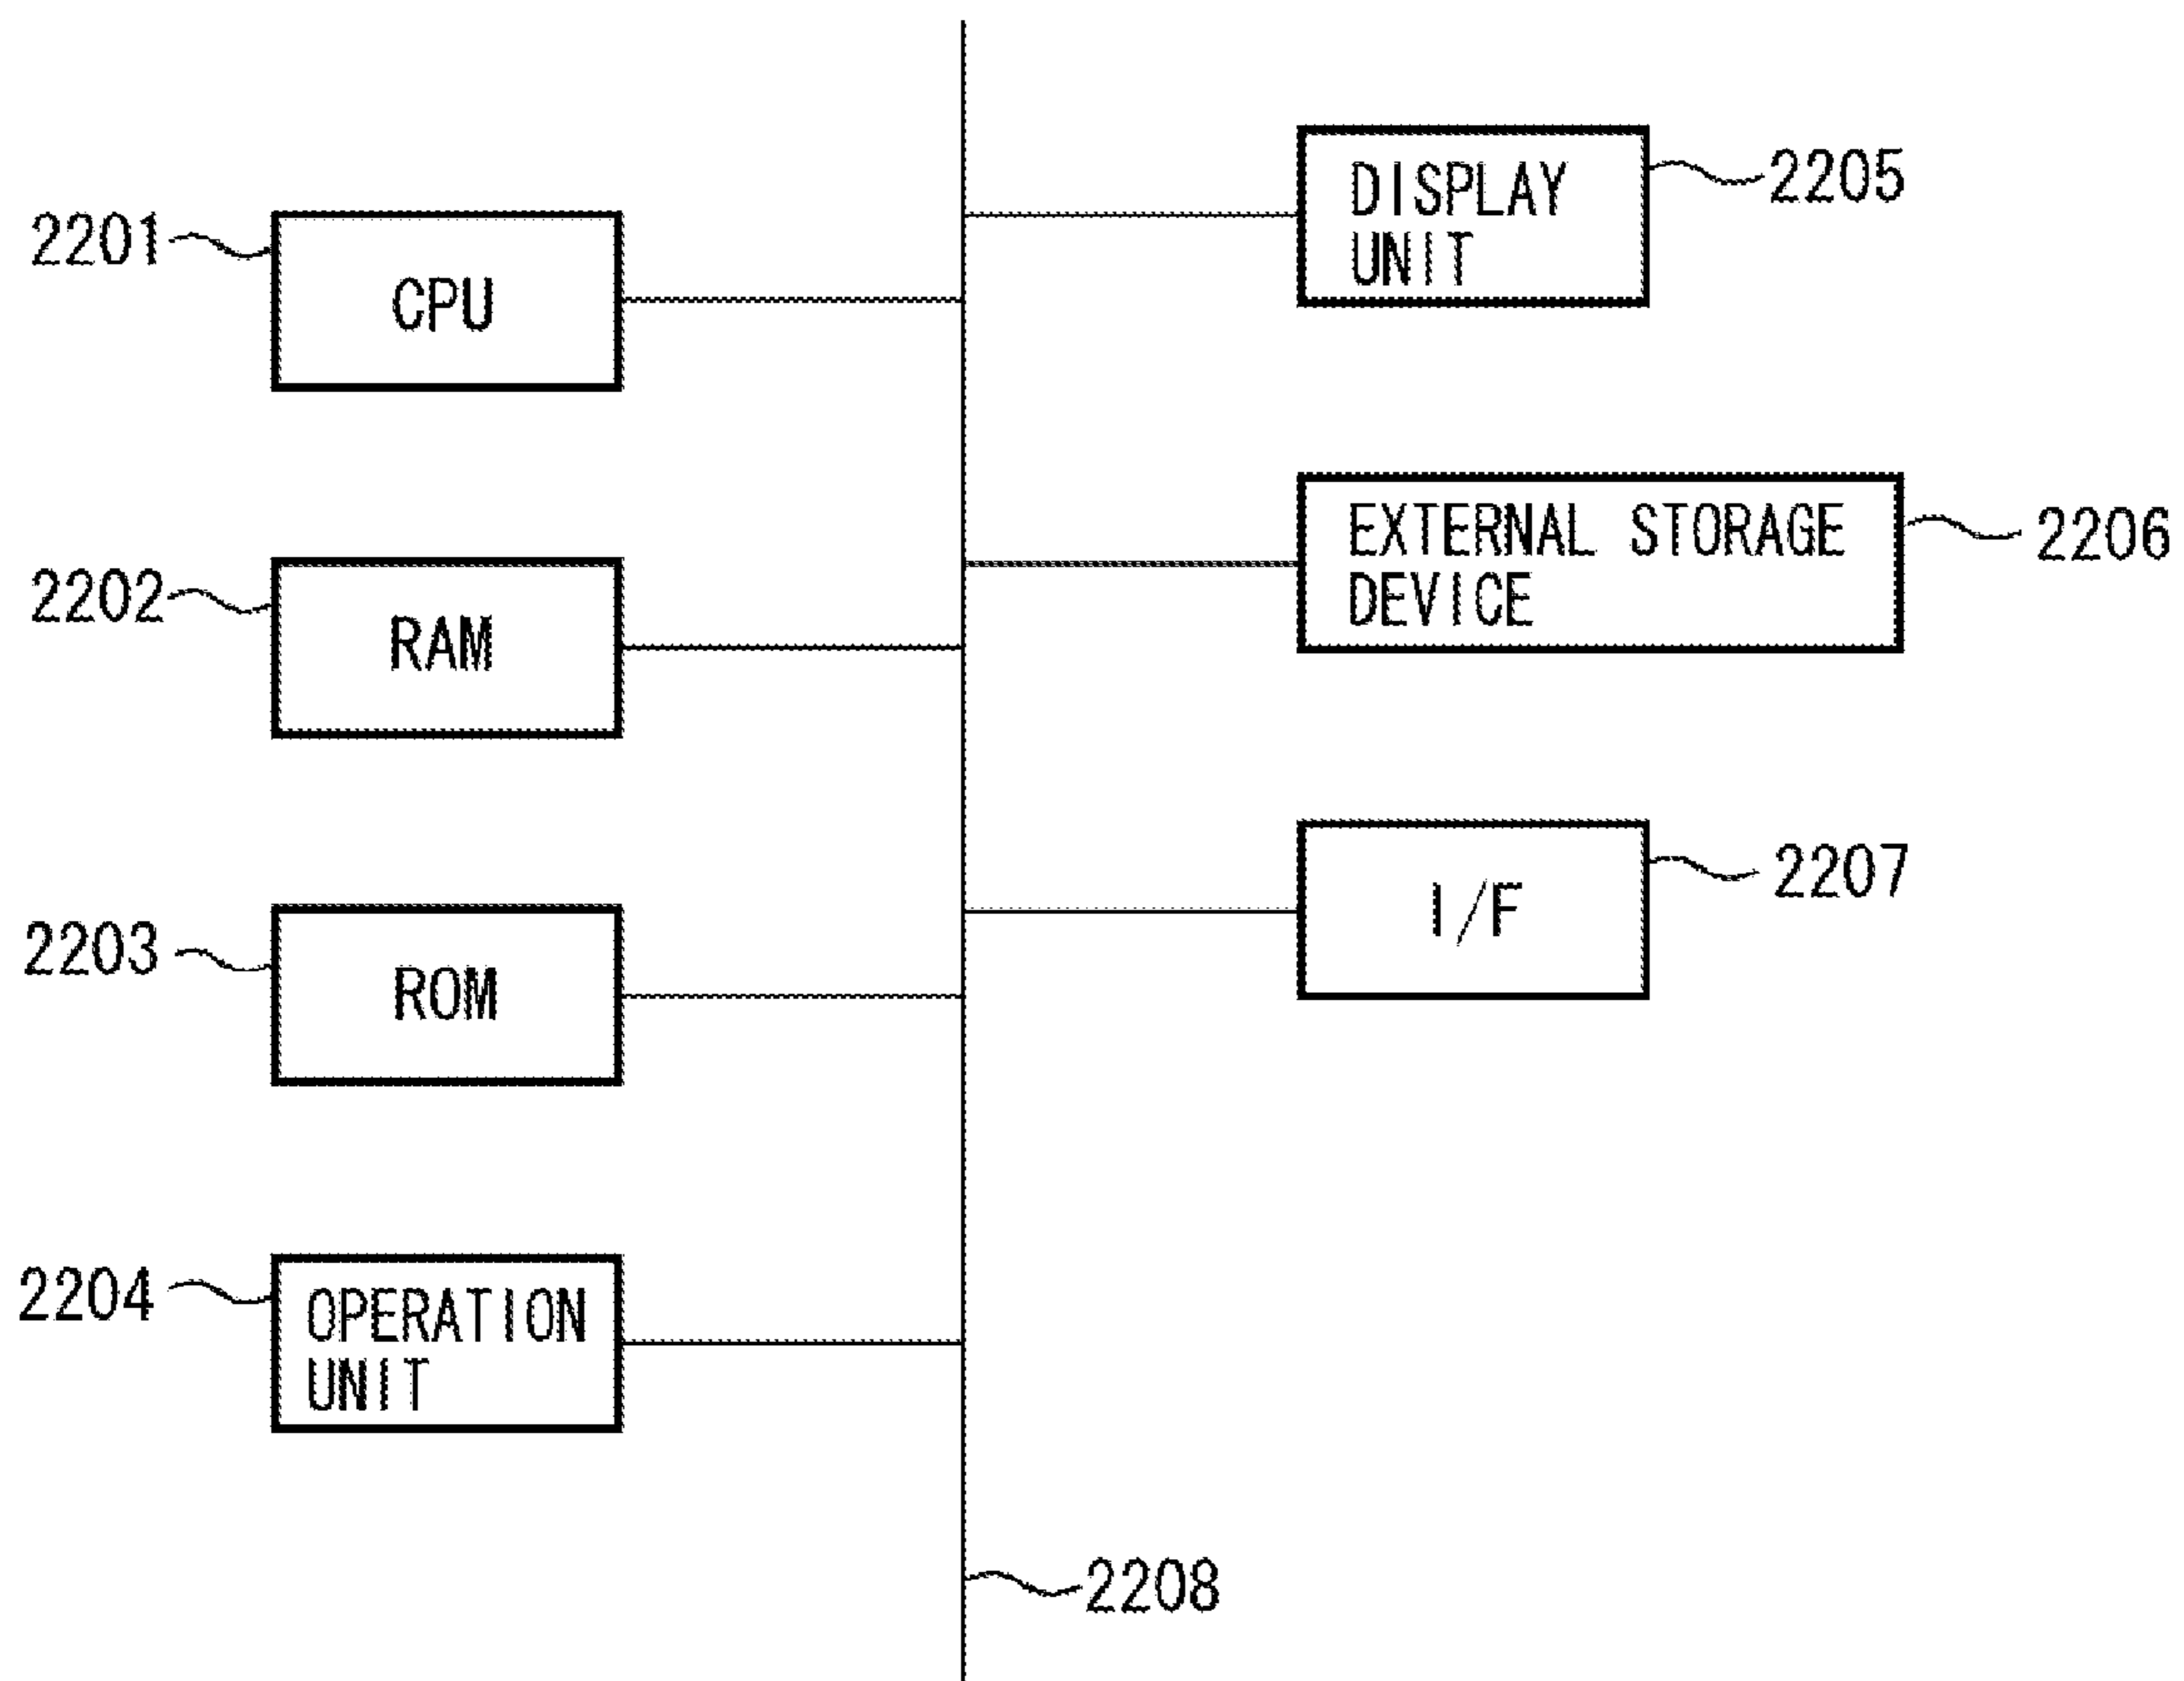 2201
CPU
2202
RAM
2203
ROM
2204
OPERATION
UNIT
DISPLAY
UNIT
2205
EXTERNAL STORAGE
DEVICE
2206
I/F
2207
2208